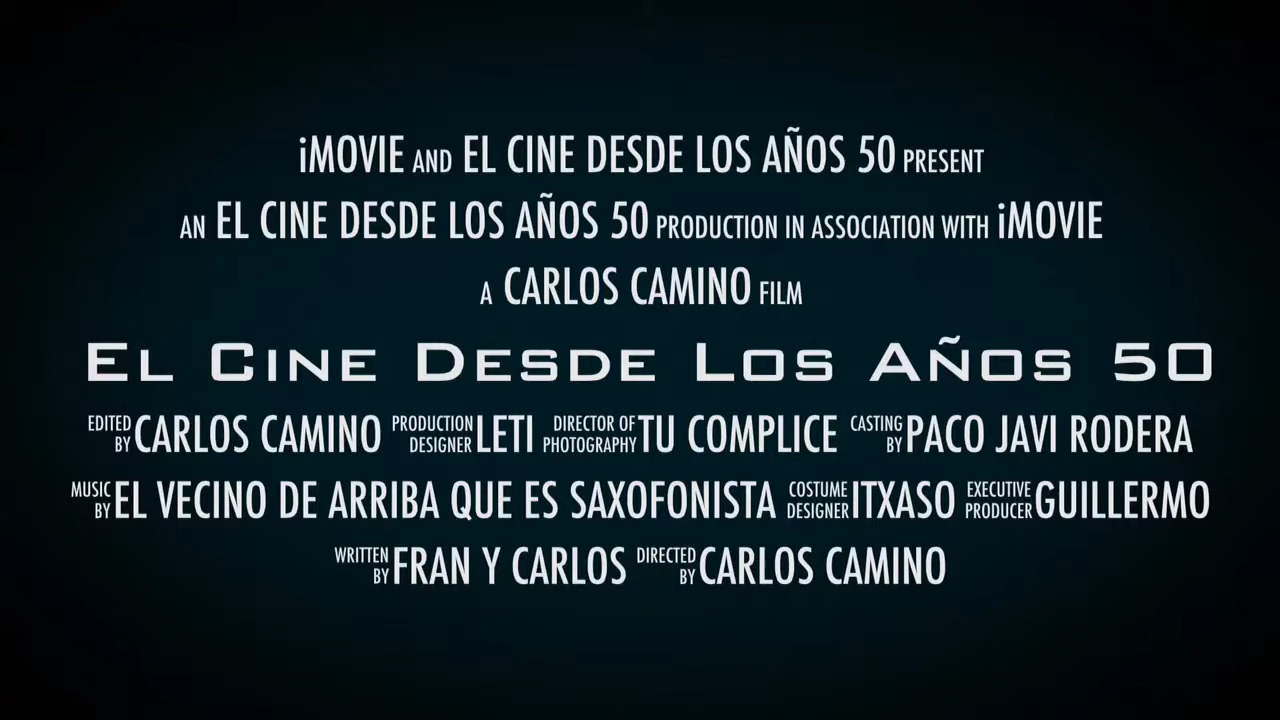 iMOVIE AND EL CINE DESDE LOS AÑOS 50 PRESENT
AN EL CINE DESDE LOS AÑOS 50 PRODUCTION IN ASSOCIATION WITH iMOVIE
A CARLOS CAMINO FILM
EL CINE DESDE LOS AÑOS 50
EDITED BY CARLOS CAMINO PRODUCTION DESIGNER LETI DIRECTOR OF PHOTOGRAPHY TU COMPLICE CASTING BY PACO JAVI RODERA
MUSIC BY EL VECINO DE ARRIBA QUE ES SAXOFONISTA COSTUME DESIGNER ITXASO EXECUTIVE PRODUCER GUILLERMO
WRITTEN BY FRAN Y CARLOS DIRECTED BY CARLOS CAMINO